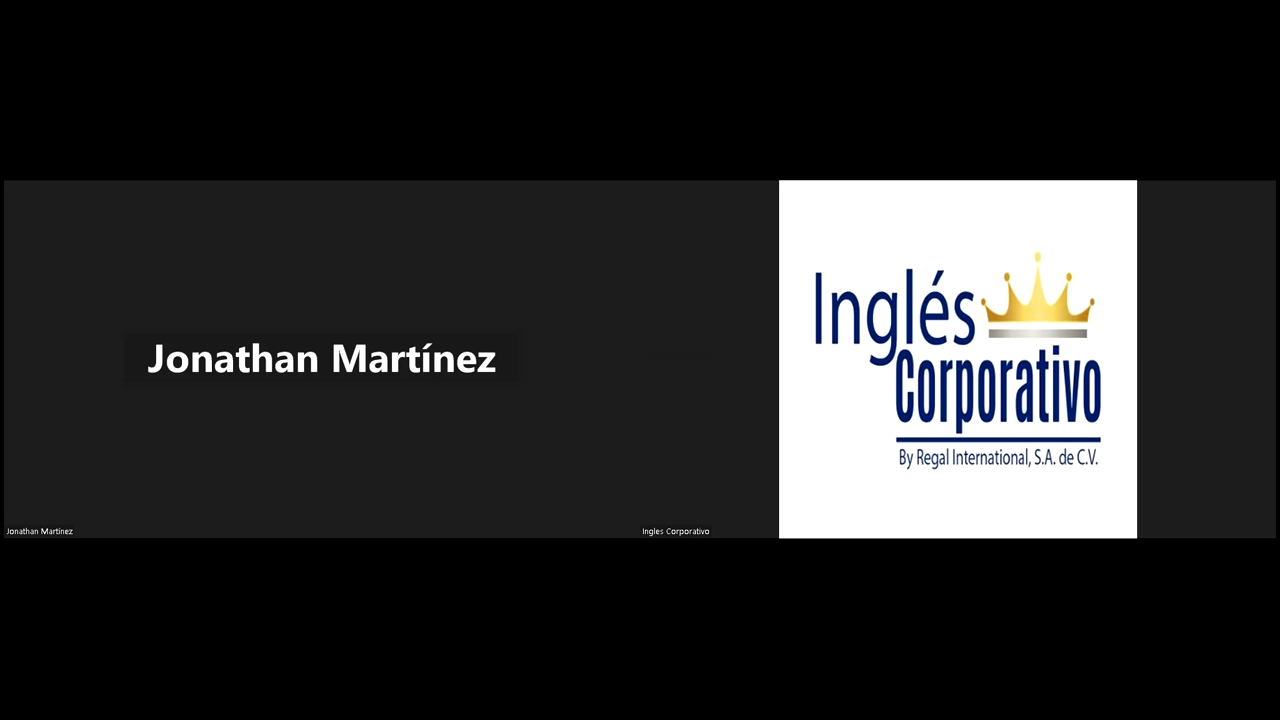 Jonathan Martínez
Jonathan Martínez
Inglés
Corporativo
By Regal International, S.A. de C.V.
Ingles Corporativo